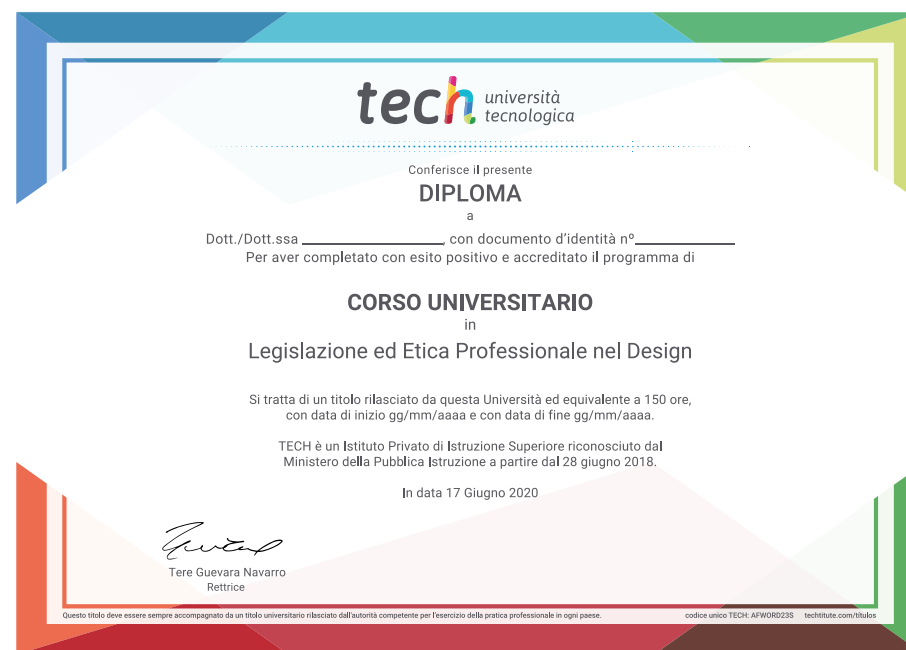 tech università
tecnologica
Conferisce il presente
DIPLOMA
a
Dott./Dott.ssa _________________, con documento d'identità nº____________
Per aver completato con esito positivo e accreditato il programma di
CORSO UNIVERSITARIO
in
Legislazione ed Etica Professionale nel Design
Si tratta di un titolo rilasciato da questa Università ed equivalente a 150 ore,
con data di inizio gg/mm/aaaa e con data di fine gg/mm/aaaa.
TECH è un Istituto Privato di Istruzione Superiore riconosciuto dal
Ministero della Pubblica Istruzione a partire dal 28 giugno 2018.
In data 17 Giugno 2020
Tere Guevara Navarro
Rettrice
Questo titolo deve essere sempre accompagnato da un titolo universitario rilasciato dall'autorità competente per l'esercizio della pratica professionale in ogni paese. codice unico TECH: AFWORD23S techtitute.com/titulos